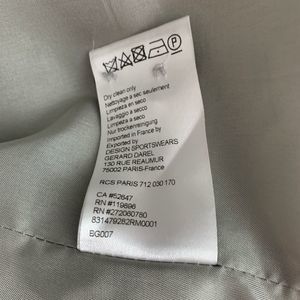 Dry clean only
Nettoyage a sec seulement
Limpieza en seco
Lavaggio a secco
Limpeza a seco
Nur trockenreinigung
Imported in France by
Exported by
DESIGN SPORTSWEARS
GERARD DAREL
130 RUE REAUMUR
75002 PARIS-France
RCS PARIS 712 030 170
CA #52647
RN #119896
RN #272060780
831479282RM0001
BG007